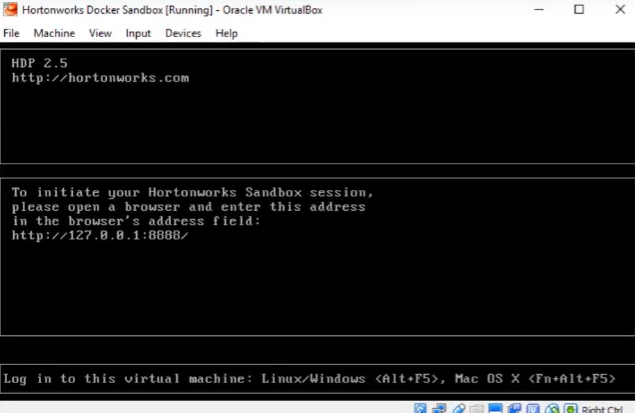 Hortonworks Docker Sandbox [Running] - Oracle VM VirtualBox
File Machine View Input Devices Help
HDP 2.5
http://hortonworks.com
To initiate your Hortonworks Sandbox session,
please open a browser and enter this address
in the browser's address field:
http://127.0.0.1:8888/
Log in to this virtual machine: Linux/Windows <Alt+F5>, Mac OS X <Fn+Alt+F5>
Right Ctrl